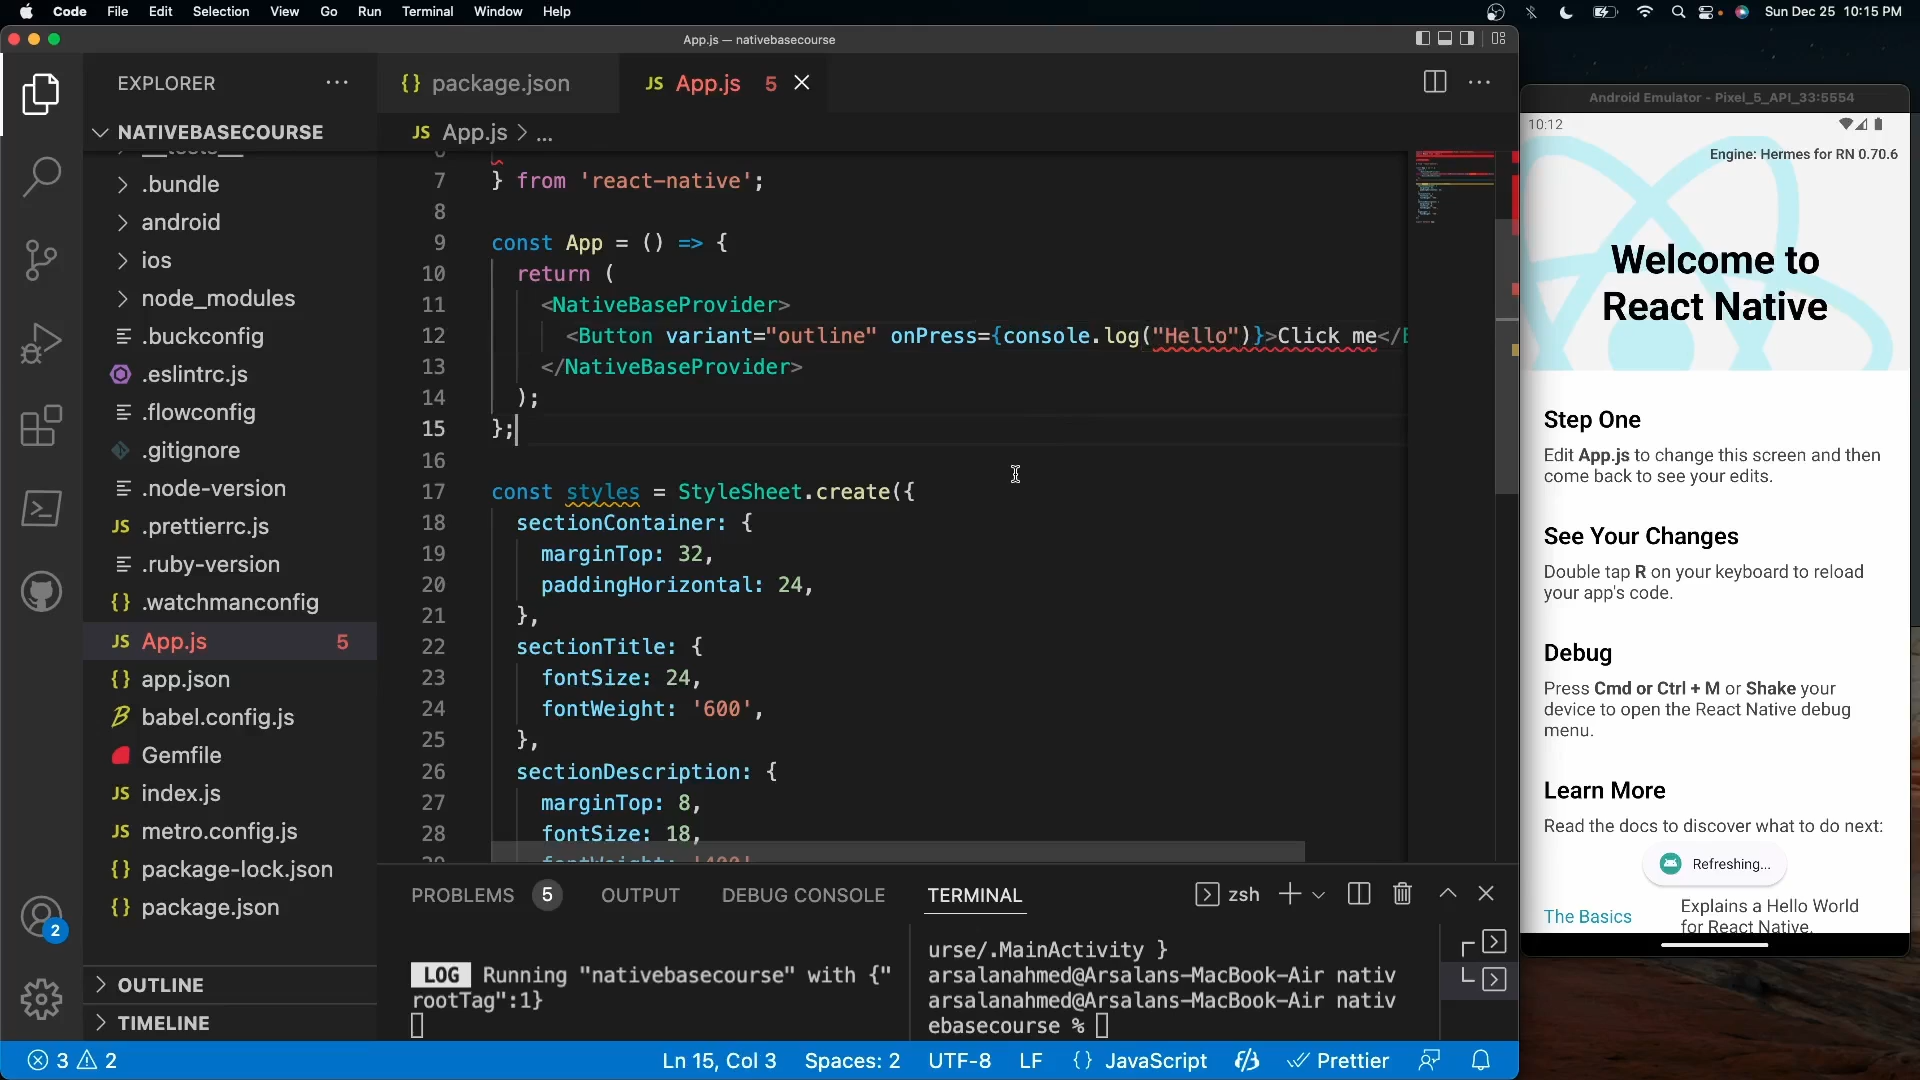 Code File Edit Selection View Go Run Terminal Window Help
Sun Dec 25 10:15 PM
App.js — nativebasecourse
EXPLORER
NATIVEBASECOURSE
__tests__
.bundle
android
ios
node_modules
.buckconfig
.eslintrc.js
.flowconfig
.gitignore
.node-version
JS .prettierrc.js
.ruby-version
{} .watchmanconfig
JS App.js 5
{} app.json
babel.config.js
Gemfile
JS index.js
JS metro.config.js
{} package-lock.json
{} package.json
OUTLINE
TIMELINE
2
{} package.json
JS App.js 5
JS App.js > ...
7 } from 'react-native';
8
9 const App = () => {
10 return (
11 <NativeBaseProvider>
12 <Button variant="outline" onPress={console.log("Hello")}>Click me</
13 </NativeBaseProvider>
14 );
15 };
16
17 const styles = StyleSheet.create({
18 sectionContainer: {
19 marginTop: 32,
20 paddingHorizontal: 24,
21 },
22 sectionTitle: {
23 fontSize: 24,
24 fontWeight: '600',
25 },
26 sectionDescription: {
27 marginTop: 8,
28 fontSize: 18,
PROBLEMS 5 OUTPUT DEBUG CONSOLE TERMINAL
zsh
LOG Running "nativebasecourse" with {"
rootTag":1}
urse/.MainActivity }
arsalanahmed@Arsalans-MacBook-Air nativ
arsalanahmed@Arsalans-MacBook-Air nativ
ebasecourse %
3 2
Ln 15, Col 3 Spaces: 2 UTF-8 LF {} JavaScript Prettier
Android Emulator - Pixel_5_API_33:5554
10:12
Engine: Hermes for RN 0.70.6
Welcome to
React Native
Step One
Edit App.js to change this screen and then
come back to see your edits.
See Your Changes
Double tap R on your keyboard to reload
your app's code.
Debug
Press Cmd or Ctrl + M or Shake your
device to open the React Native debug
menu.
Learn More
Read the docs to discover what to do next:
Refreshing...
The Basics
Explains a Hello World
for React Native.